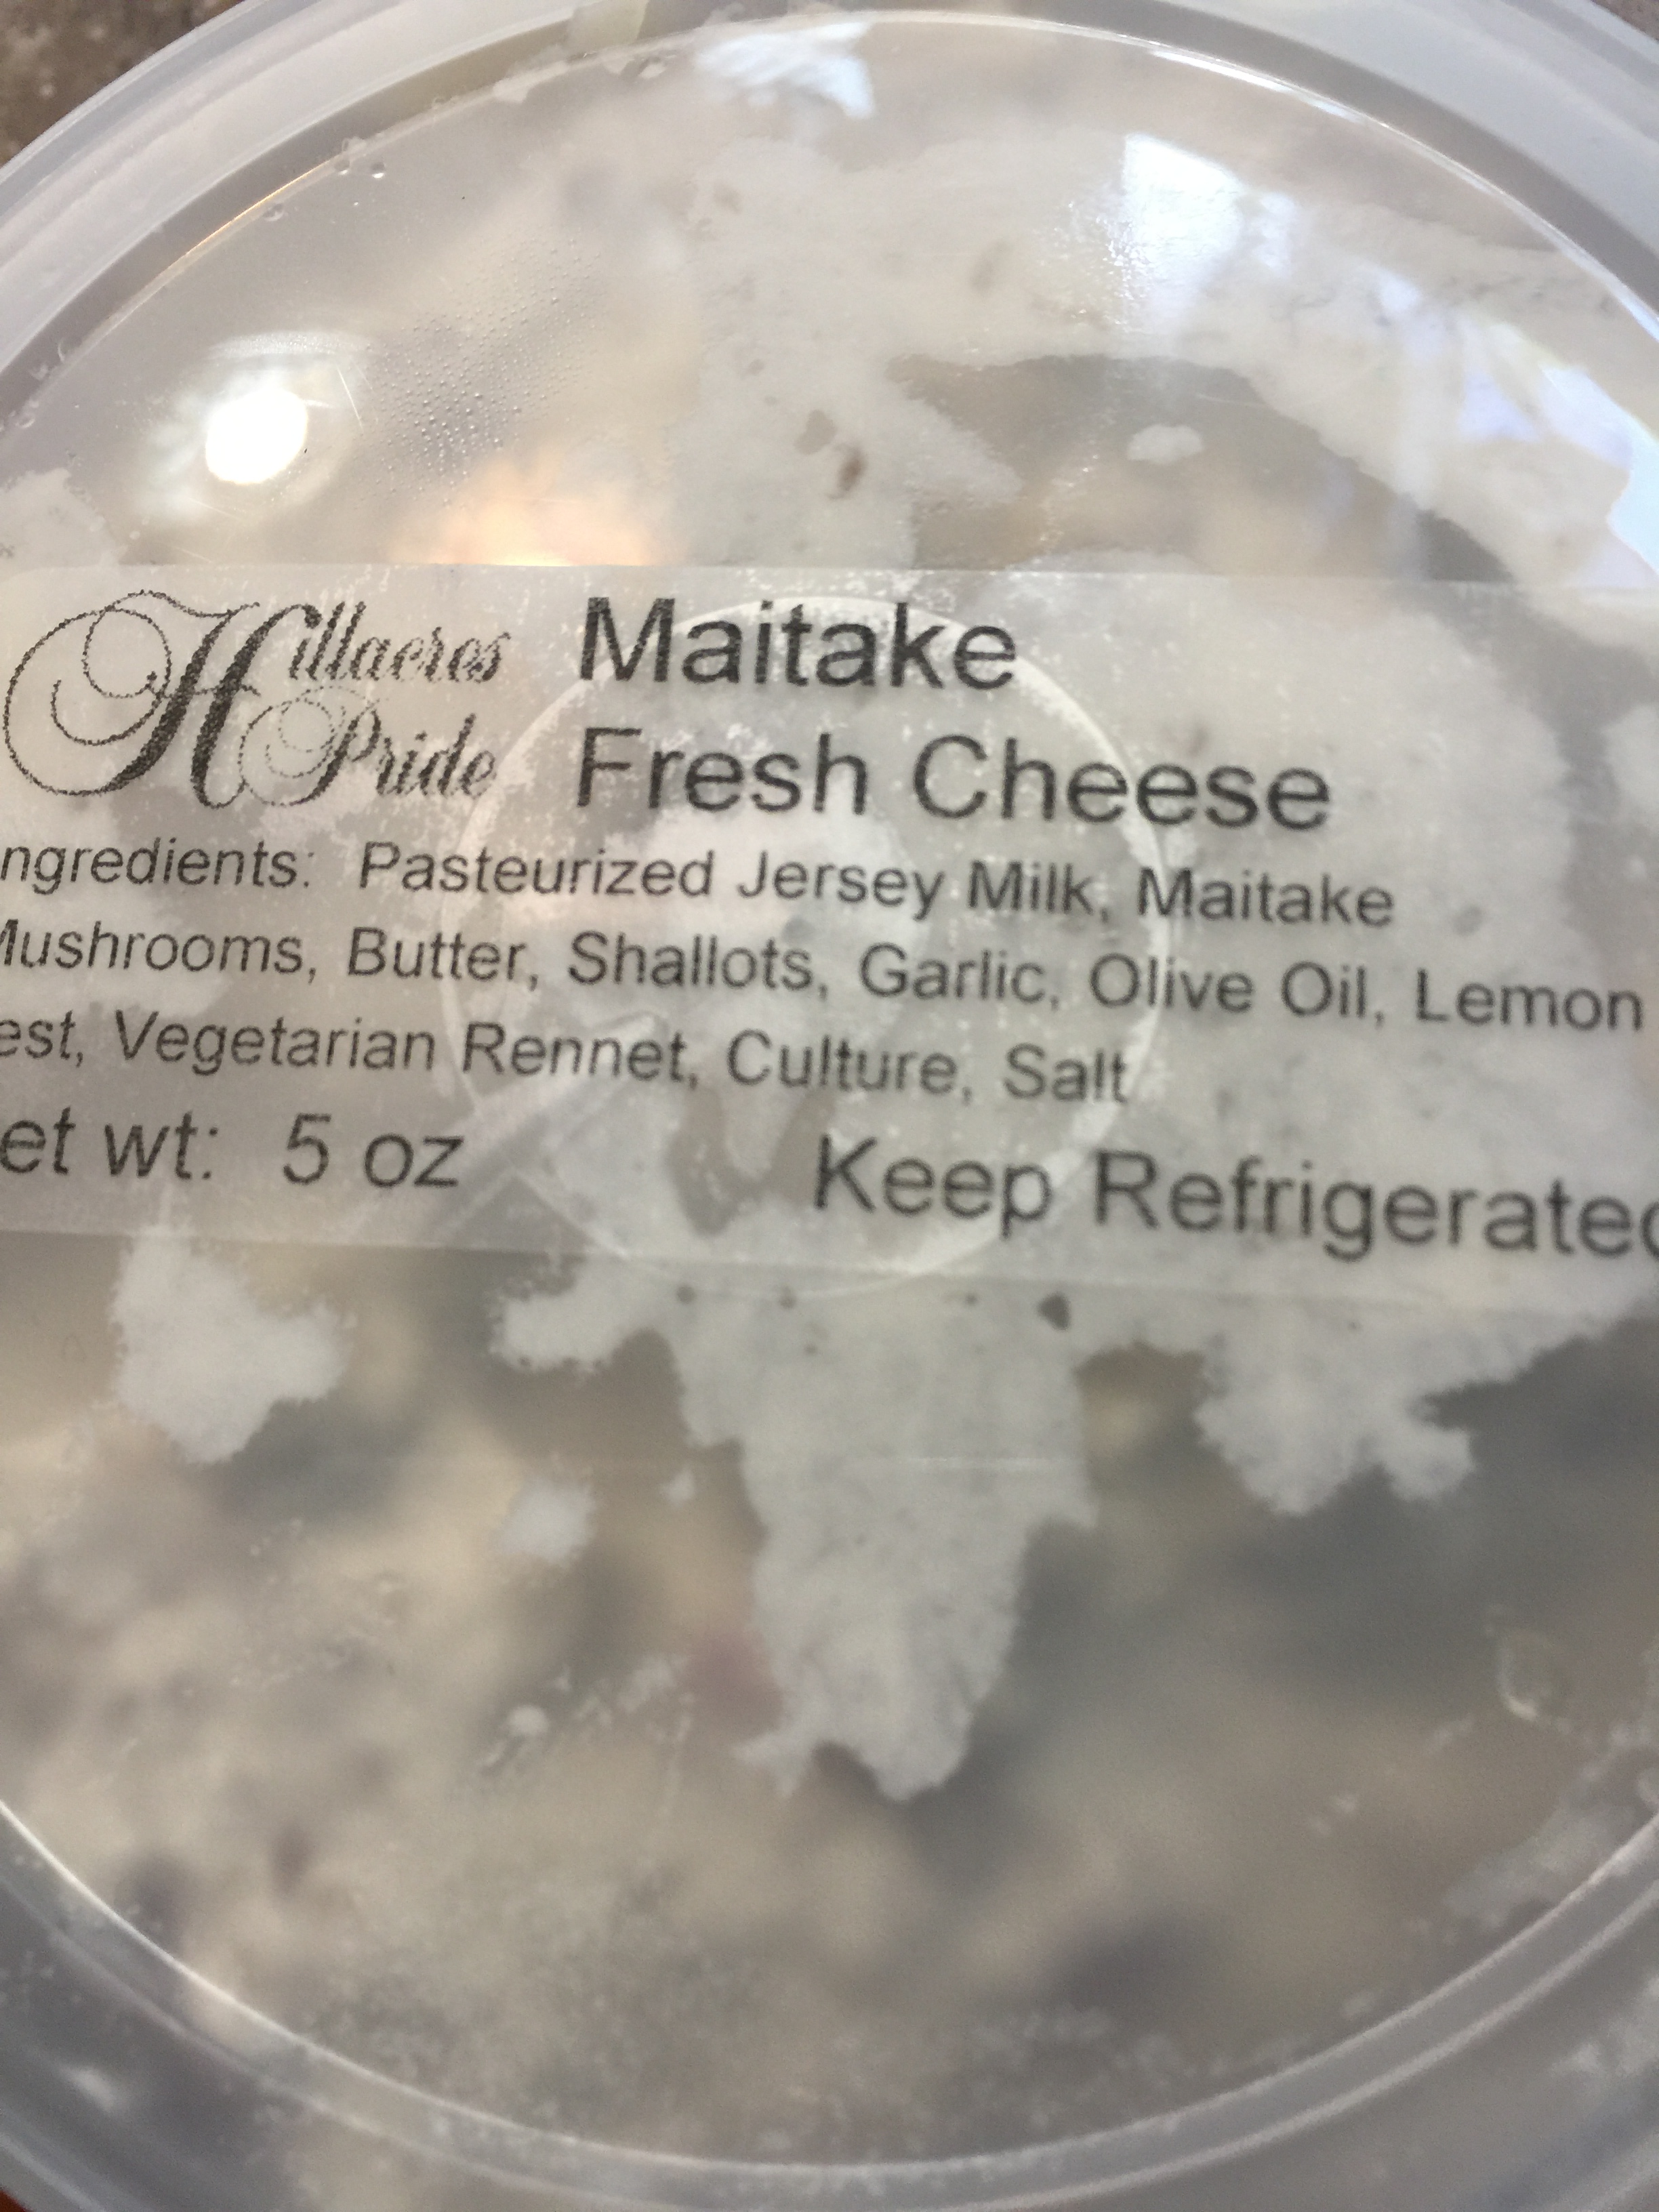 Hillacres
Pride
Maitake
Fresh Cheese
ngredients: Pasteurized Jersey Milk, Maitake
Mushrooms, Butter, Shallots, Garlic, Olive Oil, Lemon
est, Vegetarian Rennet, Culture, Salt
et wt: 5 oz Keep Refrigerated